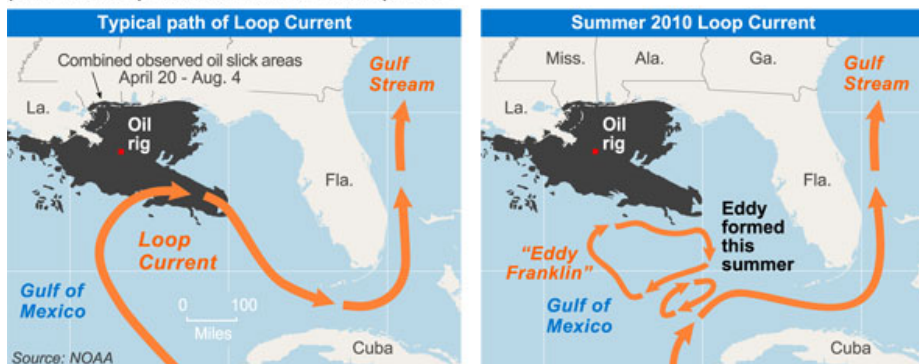 Typical path of Loop Current
Combined observed oil slick areas
April 20 - Aug. 4
La.
Oil
rig
Gulf
Stream
Fla.
Loop
Current
Gulf of
Mexico
0 100
Miles
Cuba
Source: NOAA
Summer 2010 Loop Current
Miss.
Ala.
Ga.
La.
Oil
rig
Gulf
Stream
Fla.
Eddy
formed
this
summer
"Eddy
Franklin"
Gulf of
Mexico
Cuba